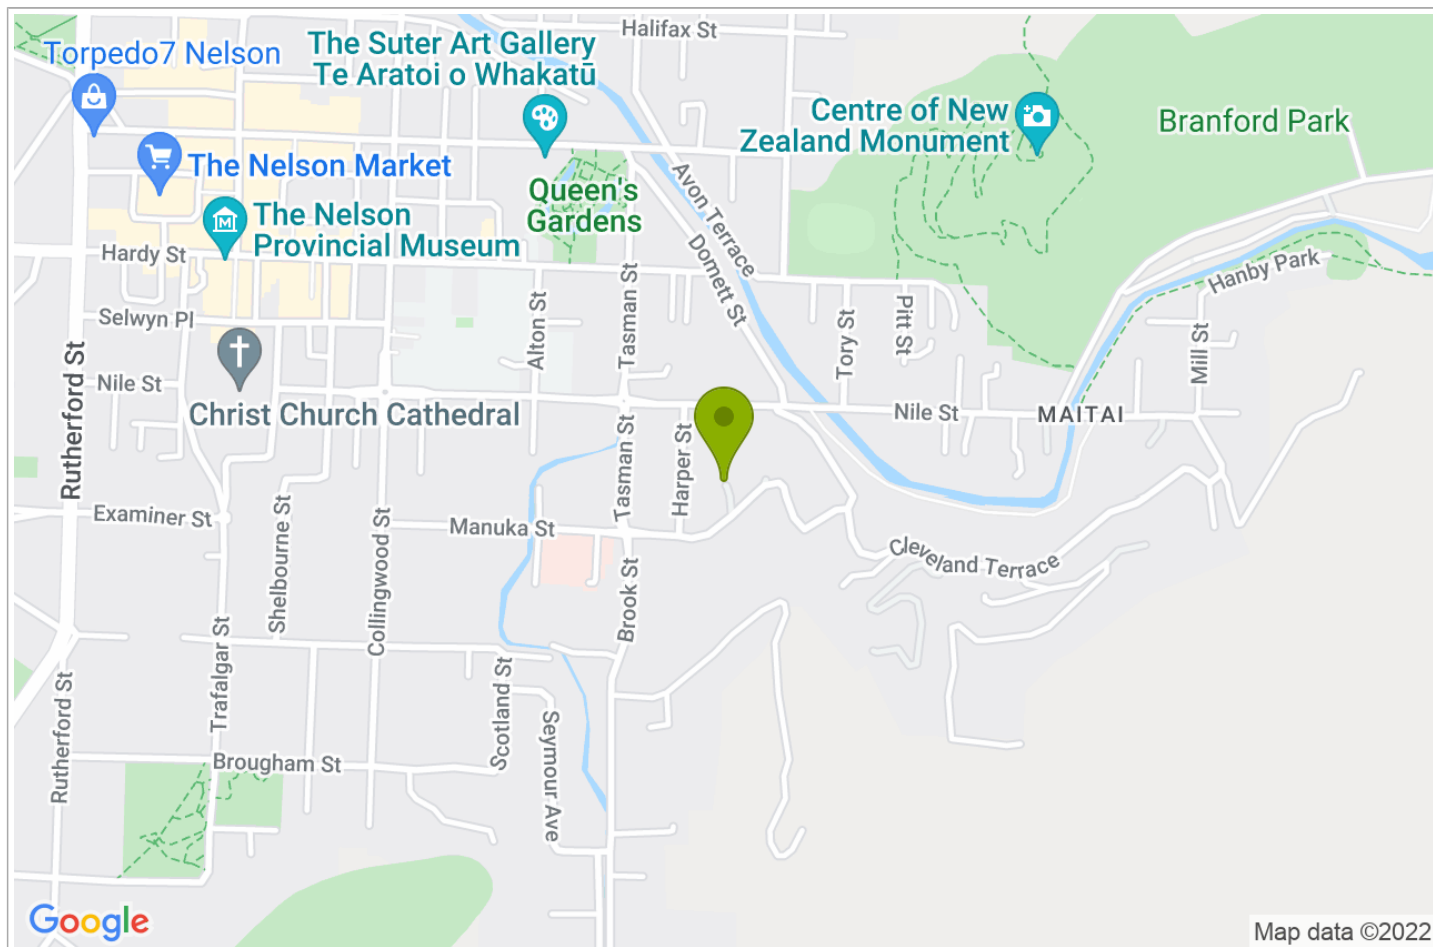 Halifax St
Torpedo7 Nelson
The Suter Art Gallery
Te Aratoi o Whakatū
Centre of New
Zealand Monument
Branford Park
The Nelson Market
Queen's
Gardens
Avon Terrace
The Nelson
Provincial Museum
Hardy St
Domett St
Hanby Park
Selwyn Pl
Alton St
Tasman St
Pitt St
Tory St
Mill St
Rutherford St
Nile St
Christ Church Cathedral
Nile St
MAITAI
Tasman St
Harper St
Examiner St
Shelbourne St
Collingwood St
Manuka St
Cleveland Terrace
Brook St
Trafalgar St
Rutherford St
Scotland St
Seymour Ave
Brougham St
Google
Map data ©2022